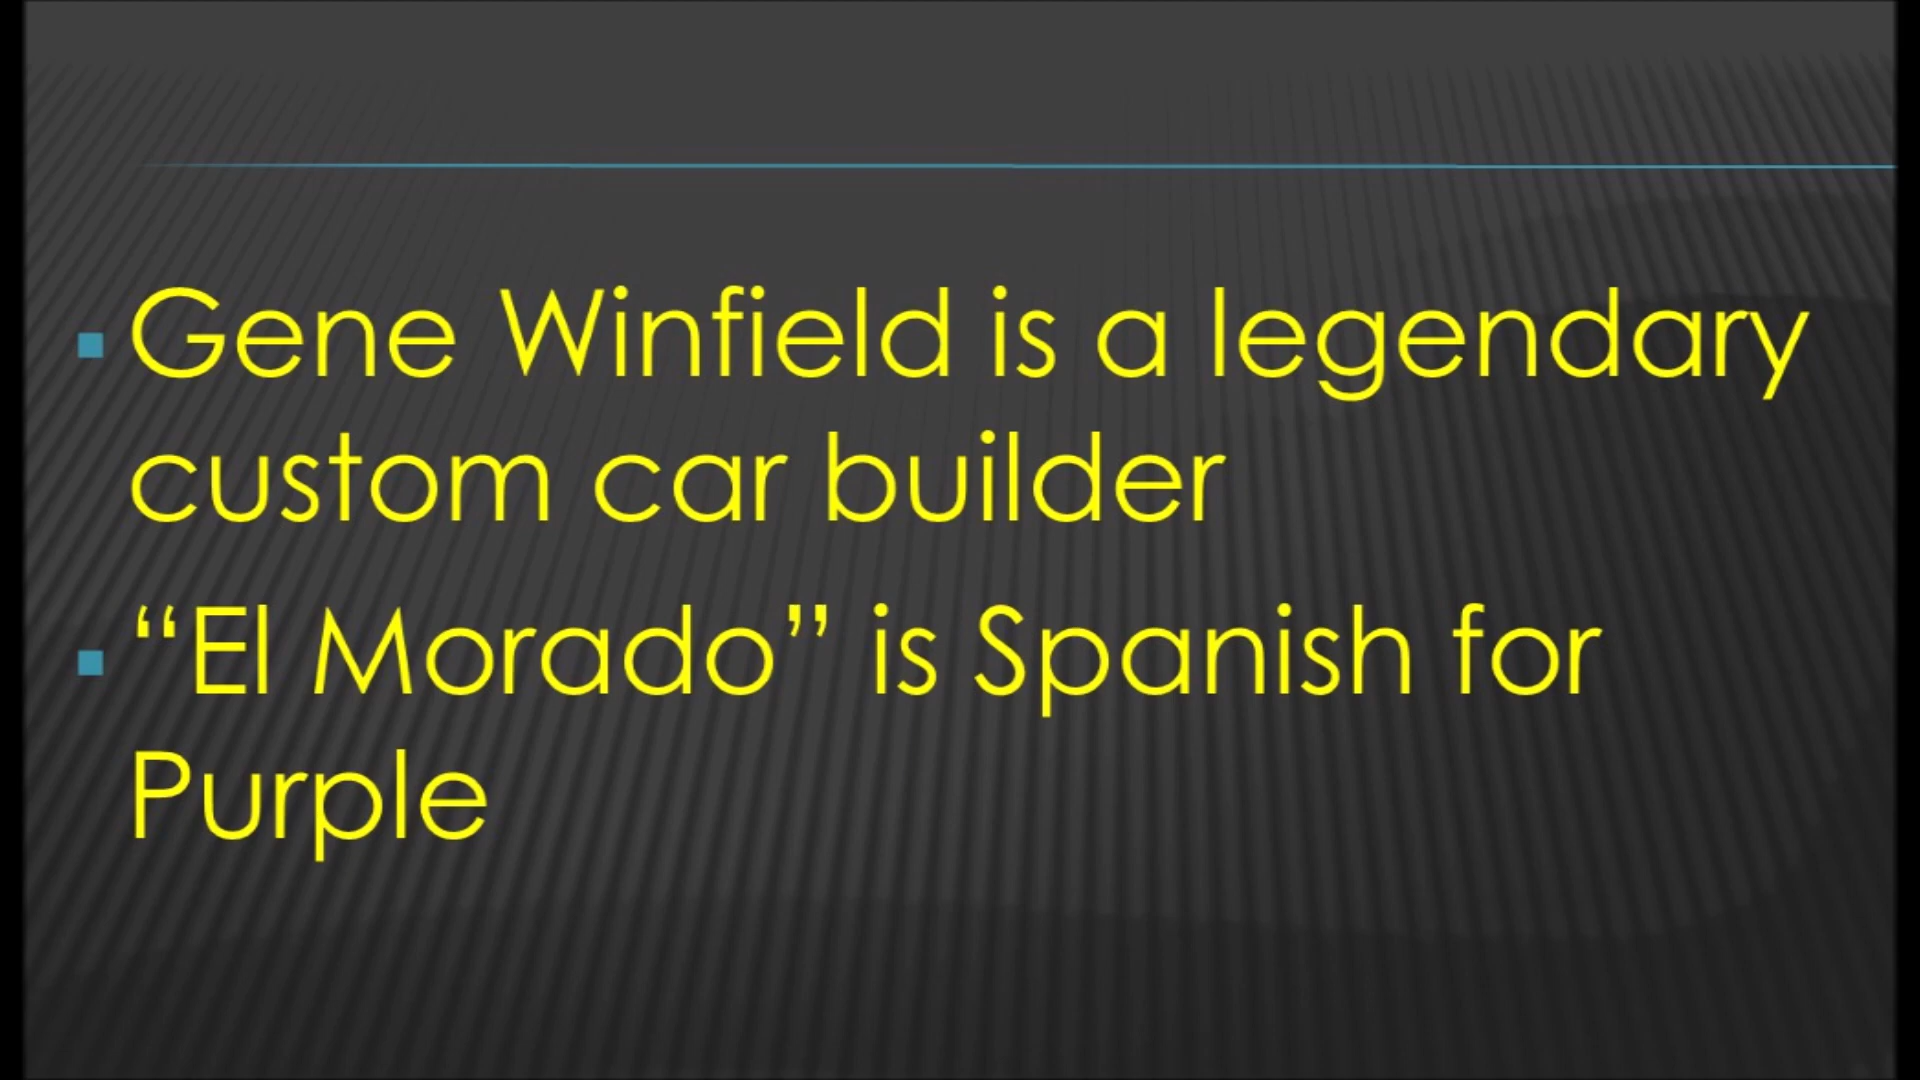 Gene Winfield is a legendary
custom car builder
“El Morado” is Spanish for
Purple